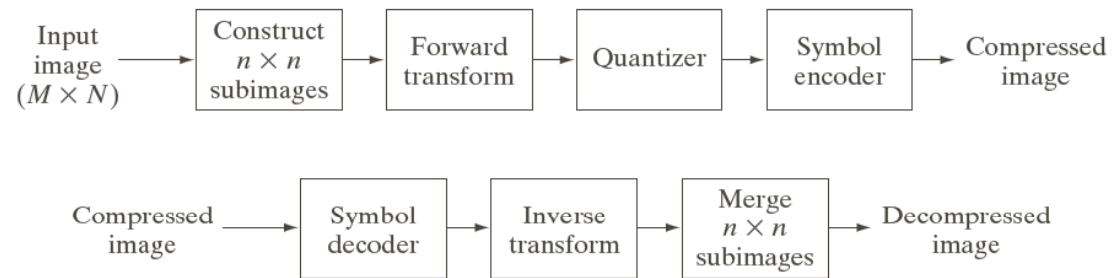 Input
image
(M × N)
Construct
n × n
subimages
Forward
transform
Quantizer
Symbol
encoder
Compressed
image
Compressed
image
Symbol
decoder
Inverse
transform
Merge
n × n
subimages
Decompressed
image